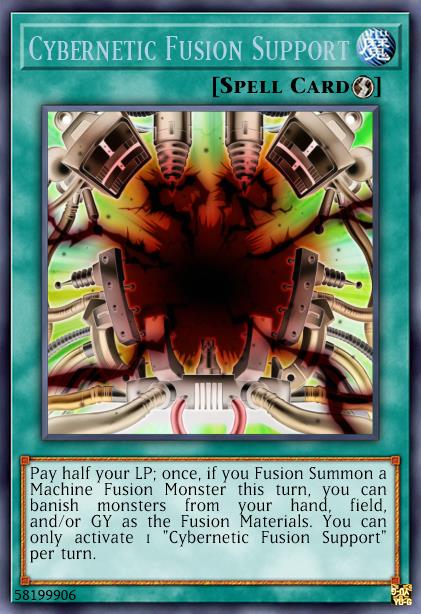 Cybernetic Fusion Support 魔
[Spell Card]
Pay half your LP; once, if you Fusion Summon a
Machine Fusion Monster this turn, you can
banish monsters from your hand, field,
and/or GY as the Fusion Materials. You can
only activate 1 "Cybernetic Fusion Support"
per turn.
58199906